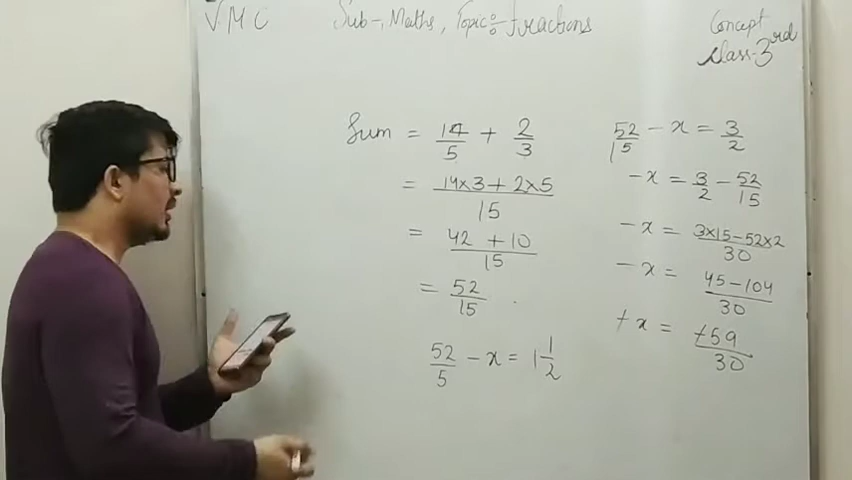 VMC Sub-, Maths, Topic:- fractions Concept
class-3rd
Sum = 14/5 + 2/3
= 14x3 + 2x5/15
= 42 + 10/15
= 52/15
52/5 - x = 1 1/2
52/15 - x = 3/2
- x = 3/2 - 52/15
- x = 3x15-52x2/30
- x = 45-104/30
+ x = +59/30